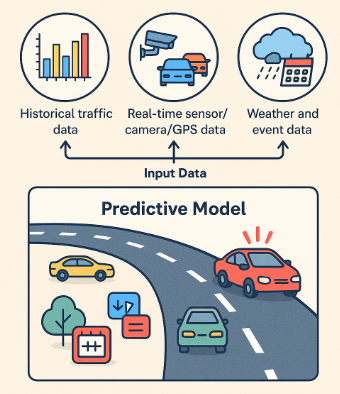 Historical traffic
data
Real-time sensor/
camera/GPS data
Weather and
event data
Input Data
Predictive Model